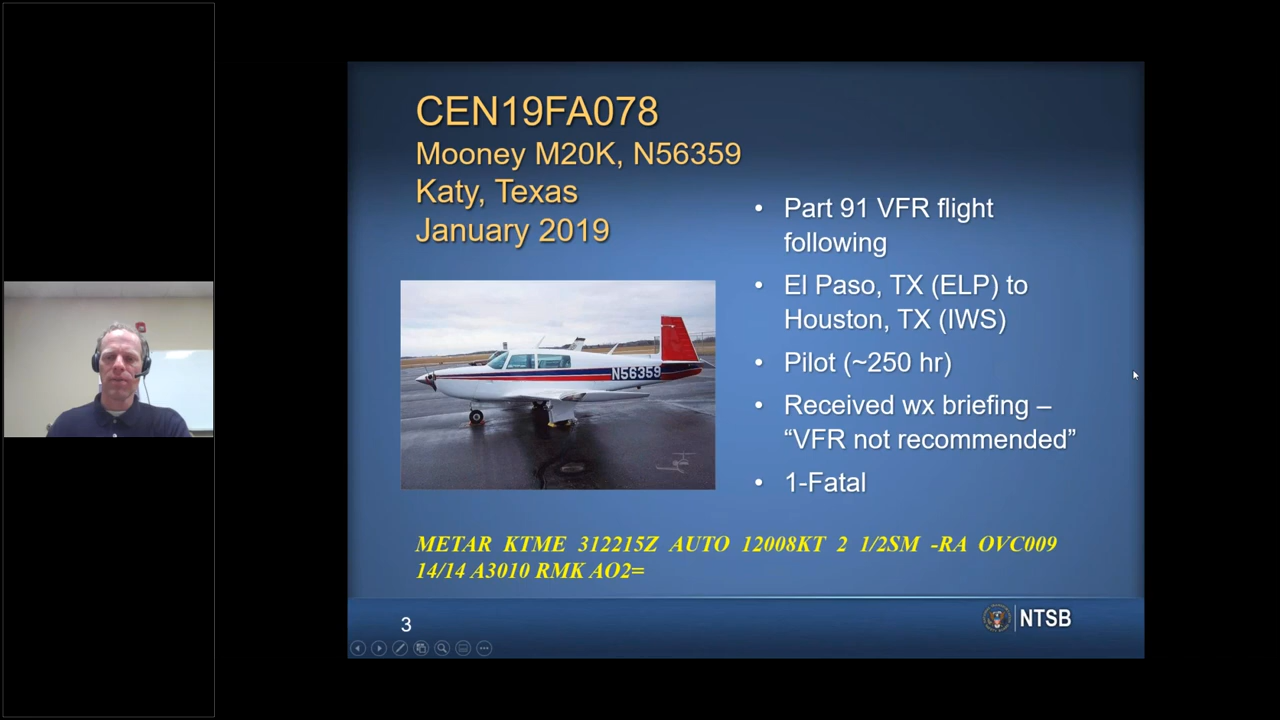 CEN19FA078
Mooney M20K, N56359
Katy, Texas
January 2019
• Part 91 VFR flight
following
• El Paso, TX (ELP) to
Houston, TX (IWS)
• Pilot (~250 hr)
• Received wx briefing –
“VFR not recommended”
• 1-Fatal
N56359
METAR KTME 312215Z AUTO 12008KT 2 1/2SM -RA OVC009
14/14 A3010 RMK AO2=
3
NTSB